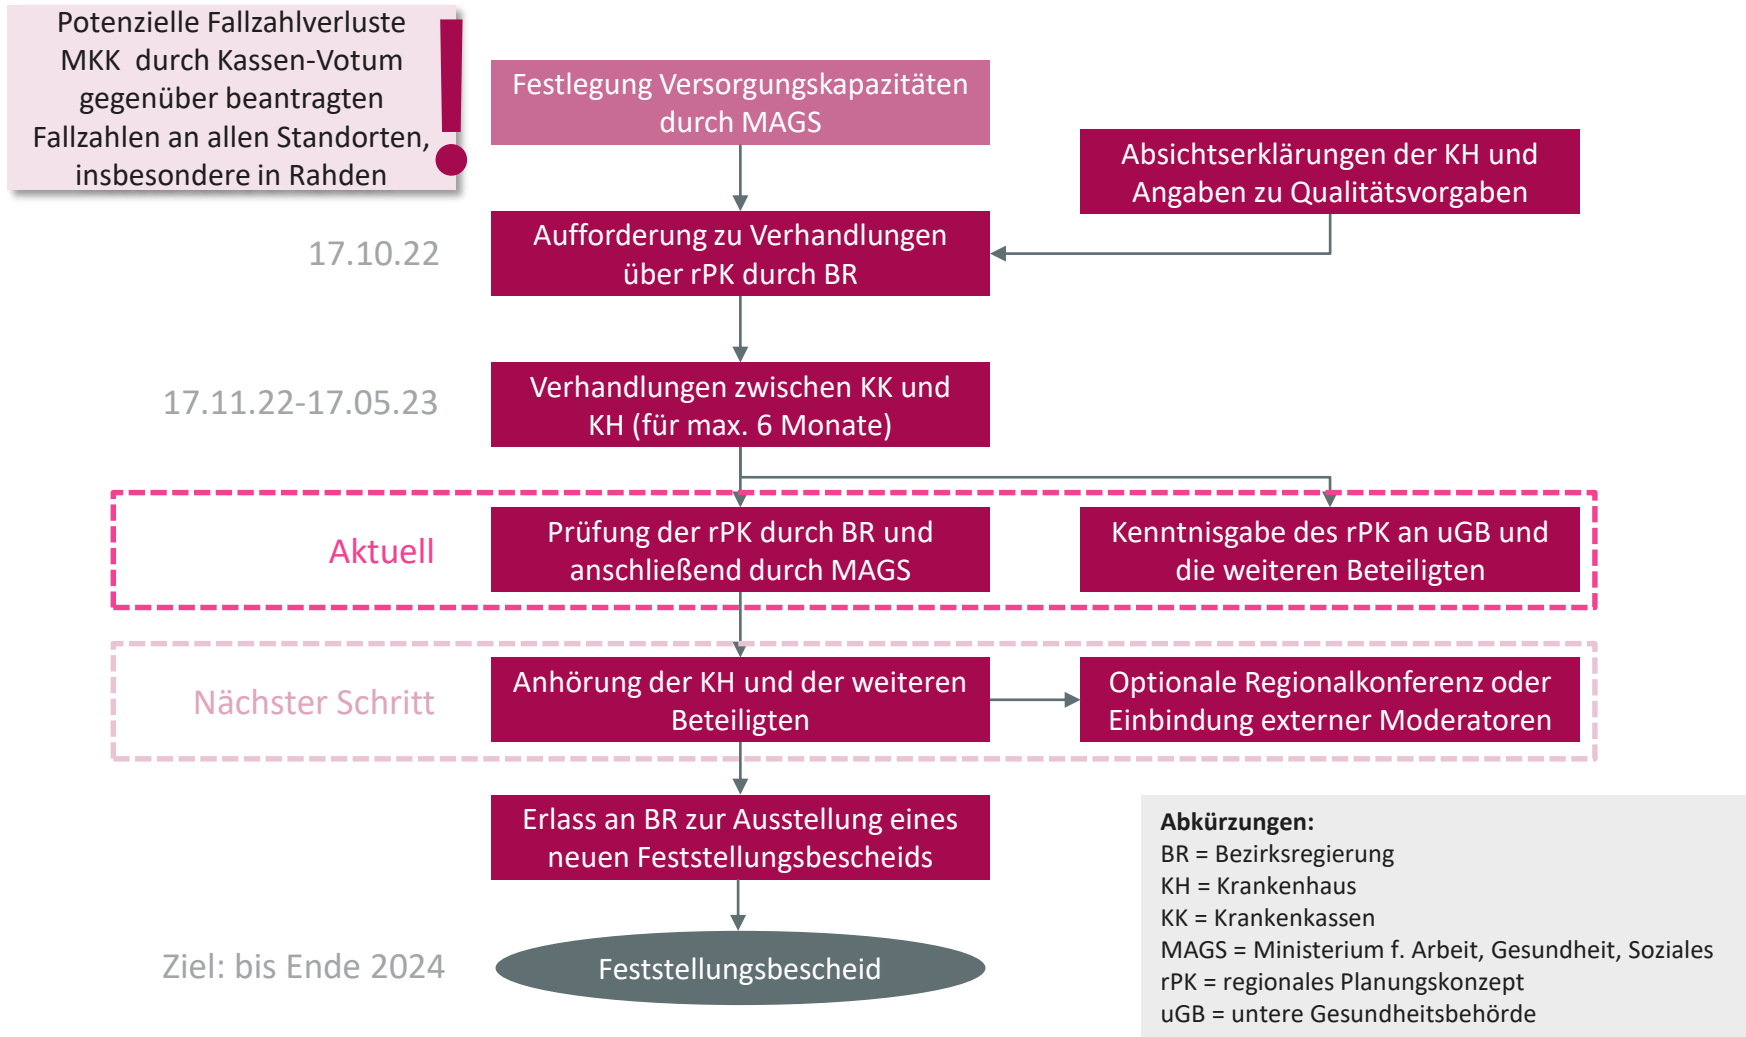 Potenzielle Fallzahlverluste
MKK durch Kassen-Votum
gegenüber beantragten
Fallzahlen an allen Standorten,
insbesondere in Rahden
!
Festlegung Versorgungskapazitäten
durch MAGS
Absichtserklärungen der KH und
Angaben zu Qualitätsvorgaben
17.10.22
Aufforderung zu Verhandlungen
über rPK durch BR
17.11.22-17.05.23
Verhandlungen zwischen KK und
KH (für max. 6 Monate)
Aktuell
Prüfung der rPK durch BR und
anschließend durch MAGS
Kenntnisgabe des rPK an uGB und
die weiteren Beteiligten
Nächster Schritt
Anhörung der KH und der weiteren
Beteiligten
Optionale Regionalkonferenz oder
Einbindung externer Moderatoren
Erlass an BR zur Ausstellung eines
neuen Feststellungsbescheids
Ziel: bis Ende 2024
Feststellungsbescheid
Abkürzungen:
BR = Bezirksregierung
KH = Krankenhaus
KK = Krankenkassen
MAGS = Ministerium f. Arbeit, Gesundheit, Soziales
rPK = regionales Planungskonzept
uGB = untere Gesundheitsbehörde